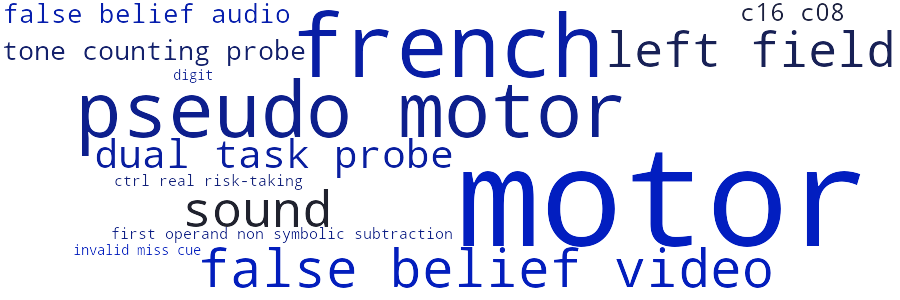 false belief audio
c16 c08
french
tone counting probe
left field
digit
pseudo motor
dual task probe
motor
ctrl real risk-taking
sound
first operand non symbolic subtraction
invalid miss cue
false belief video